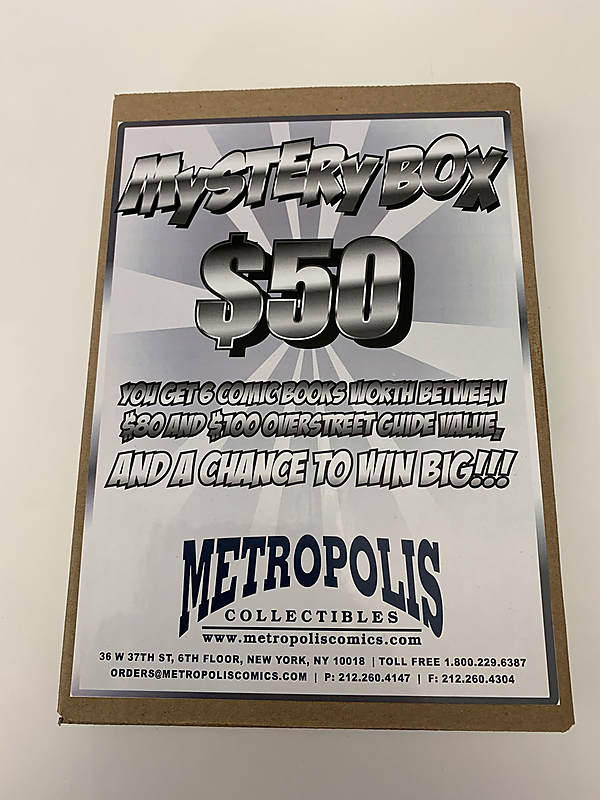 MYSTERY BOX
$50
YOU GET 6 COMIC BOOKS WORTH BETWEEN
$80 AND $100 OVERSTREET GUIDE VALUE,
AND A CHANCE TO WIN BIG!!!
METROPOLIS
COLLECTIBLES
www.metropoliscomics.com
36 W 37TH ST, 6TH FLOOR, NEW YORK, NY 10018 | TOLL FREE 1.800.229.6387
ORDERS@METROPOLISCOMICS.COM | P: 212.260.4147 | F: 212.260.4304